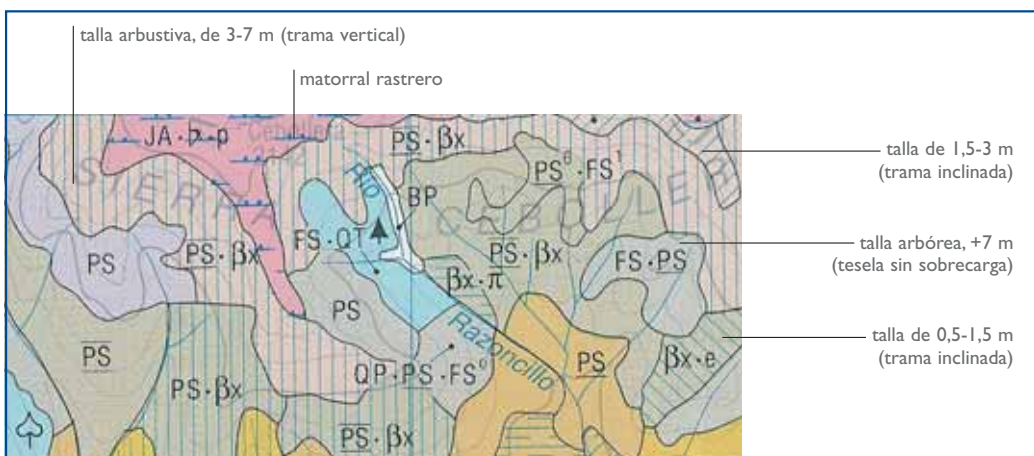 talla arbustiva, de 3-7 m (trama vertical)
matorral rastrero
SIERRA CEBOLLE
Río
Razoncillo
PS·βx
PS⁶·FS¹
BP
talla de 1,5-3 m
(trama inclinada)
FS·QT
PS
PS·βx
PS·βx
FS·PS
talla arbórea, +7 m
(tesela sin sobrecarga)
βx·π
PS
talla de 0,5-1,5 m
(trama inclinada)
PS
PS·βx
QP·PS·FS⁰
PS
βx·e
PS·βx